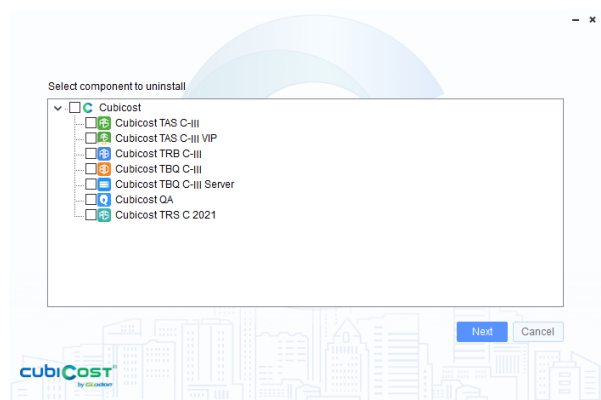 Select component to uninstall
Cubicost
Cubicost TAS C-III
Cubicost TAS C-III VIP
Cubicost TRB C-III
Cubicost TBQ C-III
Cubicost TBQ C-III Server
Cubicost QA
Cubicost TRS C 2021
Next Cancel
CUBICOST®
by Glodon